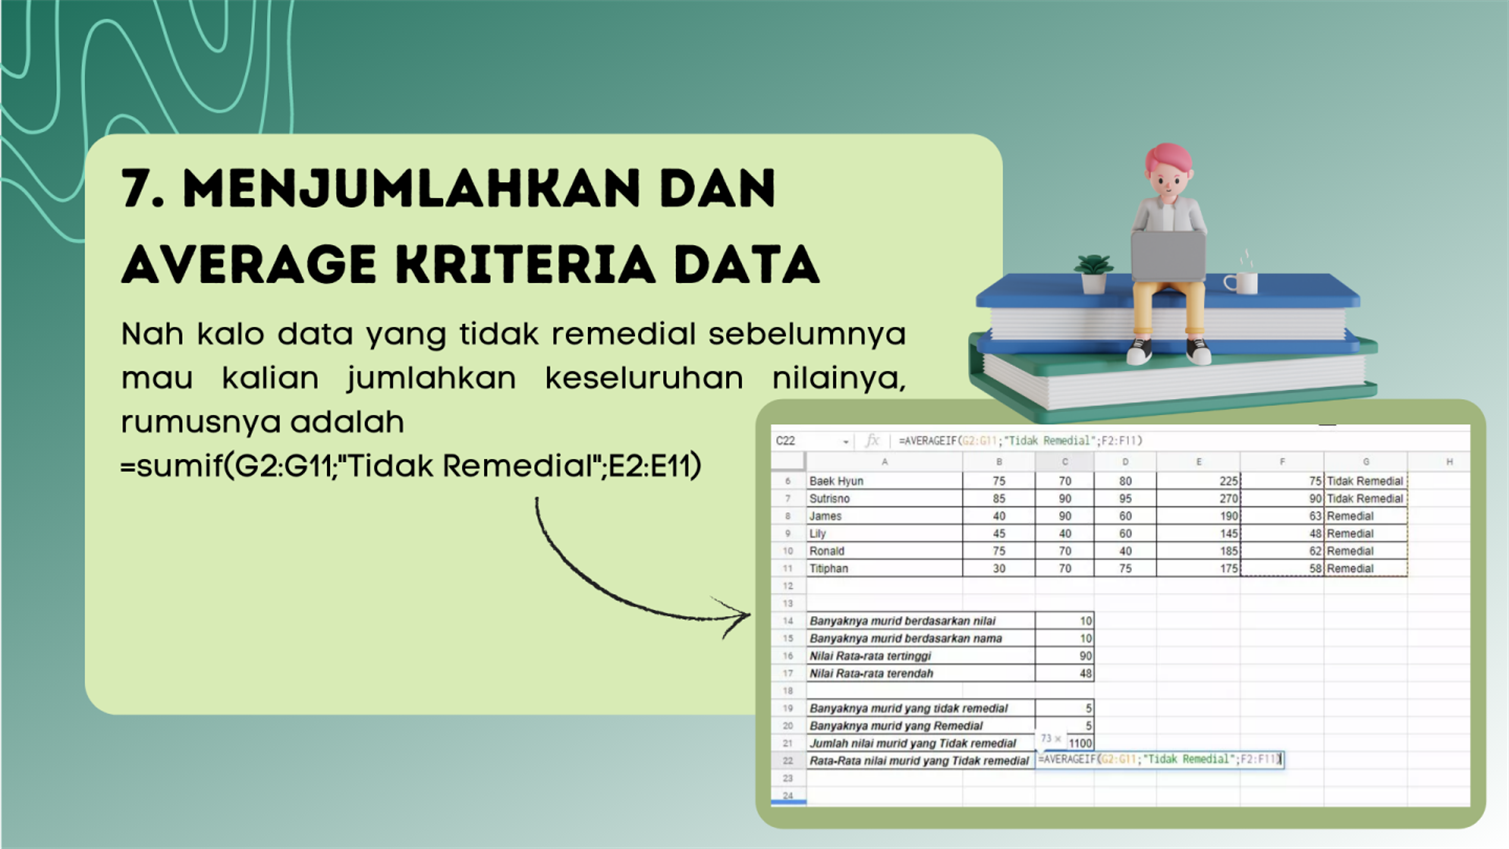 7. MENJUMLAHKAN DAN
AVERAGE KRITERIA DATA
Nah kalo data yang tidak remedial sebelumnya
mau kalian jumlahkan keseluruhan nilainya,
rumusnya adalah
=sumif(G2:G11;"Tidak Remedial";E2:E11)
C22 fx =AVERAGEIF(G2:G11;"Tidak Remedial";F2:F11)
A B C D E F G H
6 Baek Hyun 75 70 80 225 75 Tidak Remedial
7 Sutrisno 85 90 95 270 90 Tidak Remedial
8 James 40 90 60 190 63 Remedial
9 Lily 45 40 60 145 48 Remedial
10 Ronald 75 70 40 185 62 Remedial
11 Titiphan 30 70 75 175 58 Remedial
12
13
14 Banyaknya murid berdasarkan nilai 10
15 Banyaknya murid berdasarkan nama 10
16 Nilai Rata-rata tertinggi 90
17 Nilai Rata-rata terendah 48
18
19 Banyaknya murid yang tidak remedial 5
20 Banyaknya murid yang Remedial 5
73 ×
21 Jumlah nilai murid yang Tidak remedial 1100
22 Rata-Rata nilai murid yang Tidak remedial =AVERAGEIF(G2:G11;"Tidak Remedial";F2:F11)
23
24